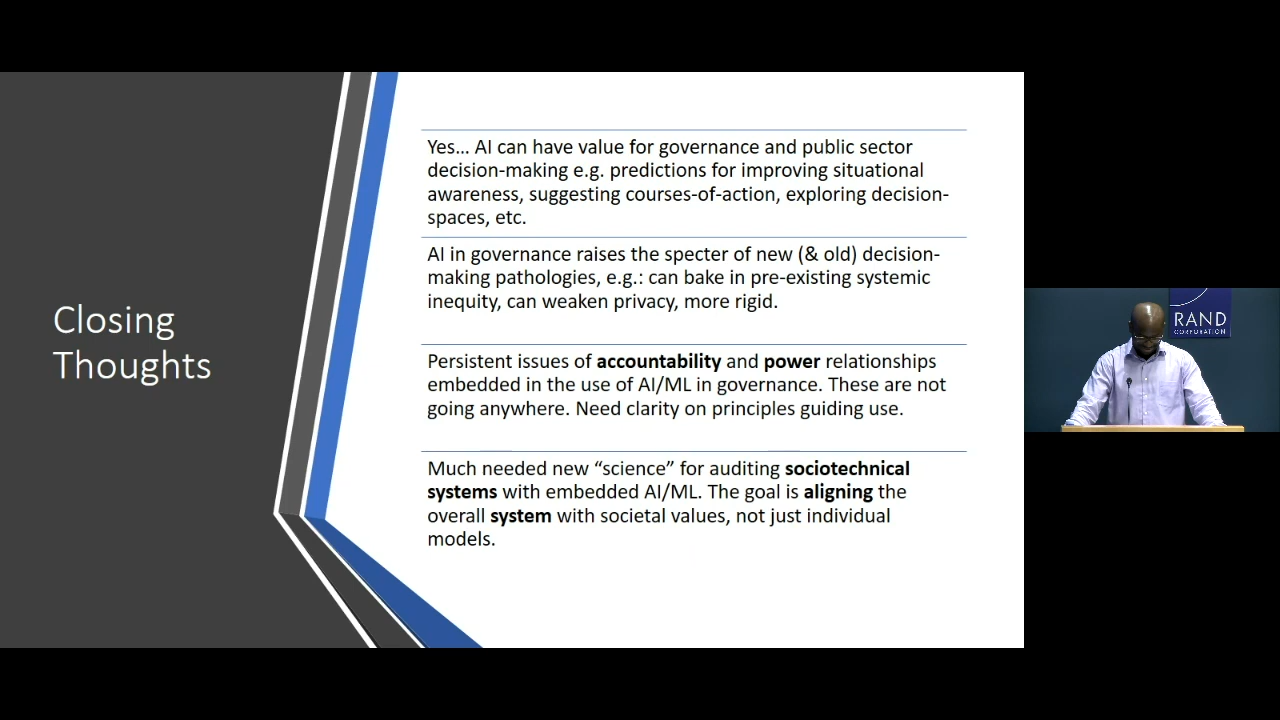 Closing
Thoughts
Yes... AI can have value for governance and public sector
decision-making e.g. predictions for improving situational
awareness, suggesting courses-of-action, exploring decision-
spaces, etc.
AI in governance raises the specter of new (& old) decision-
making pathologies, e.g.: can bake in pre-existing systemic
inequity, can weaken privacy, more rigid.
Persistent issues of accountability and power relationships
embedded in the use of AI/ML in governance. These are not
going anywhere. Need clarity on principles guiding use.
Much needed new “science” for auditing sociotechnical
systems with embedded AI/ML. The goal is aligning the
overall system with societal values, not just individual
models.
RAND
CORPORATION